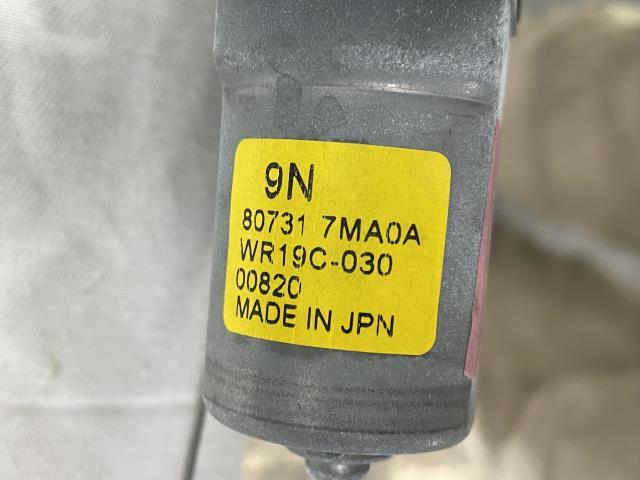 9N
80731 7MA0A
WR19C-030
00820
MADE IN JPN